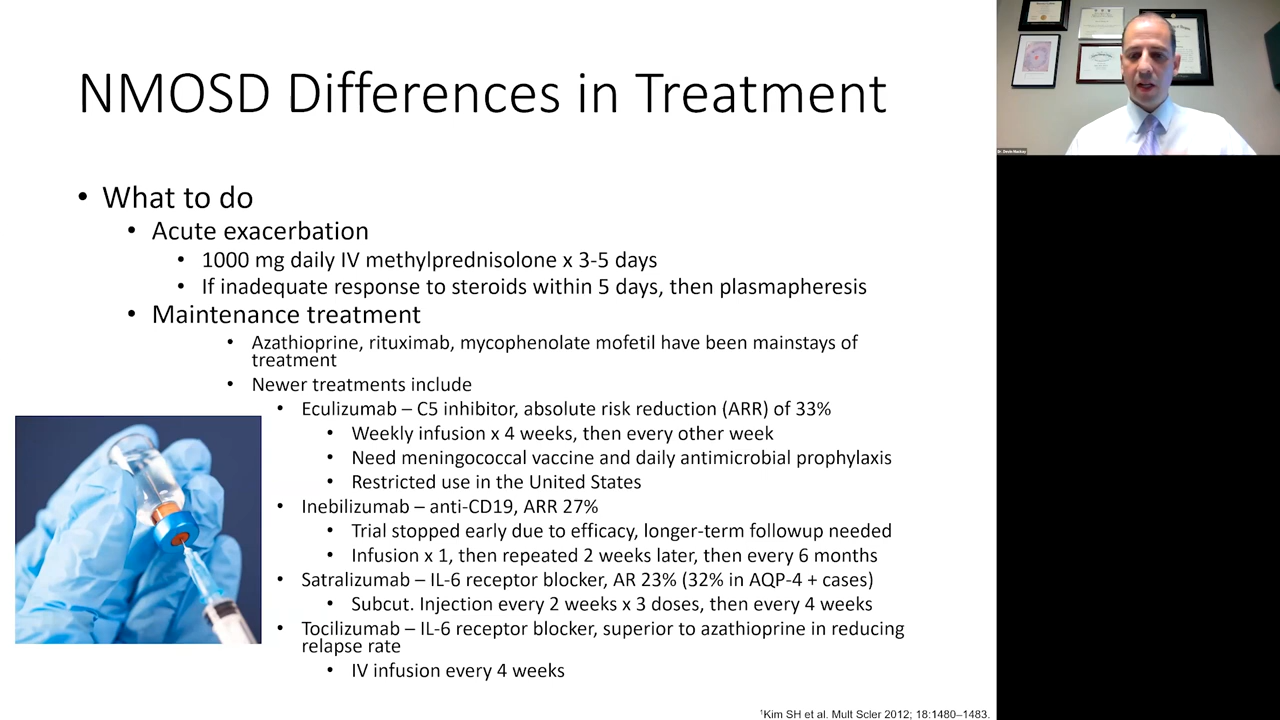 NMOSD Differences in Treatment
• What to do
• Acute exacerbation
• 1000 mg daily IV methylprednisolone x 3-5 days
• If inadequate response to steroids within 5 days, then plasmapheresis
• Maintenance treatment
• Azathioprine, rituximab, mycophenolate mofetil have been mainstays of
treatment
• Newer treatments include
• Eculizumab – C5 inhibitor, absolute risk reduction (ARR) of 33%
• Weekly infusion x 4 weeks, then every other week
• Need meningococcal vaccine and daily antimicrobial prophylaxis
• Restricted use in the United States
• Inebilizumab – anti-CD19, ARR 27%
• Trial stopped early due to efficacy, longer-term followup needed
• Infusion x 1, then repeated 2 weeks later, then every 6 months
• Satralizumab – IL-6 receptor blocker, AR 23% (32% in AQP-4 + cases)
• Subcut. Injection every 2 weeks x 3 doses, then every 4 weeks
• Tocilizumab – IL-6 receptor blocker, superior to azathioprine in reducing
relapse rate
• IV infusion every 4 weeks
¹Kim SH et al. Mult Scler 2012; 18:1480–1483.
Dr. Devin Mackay